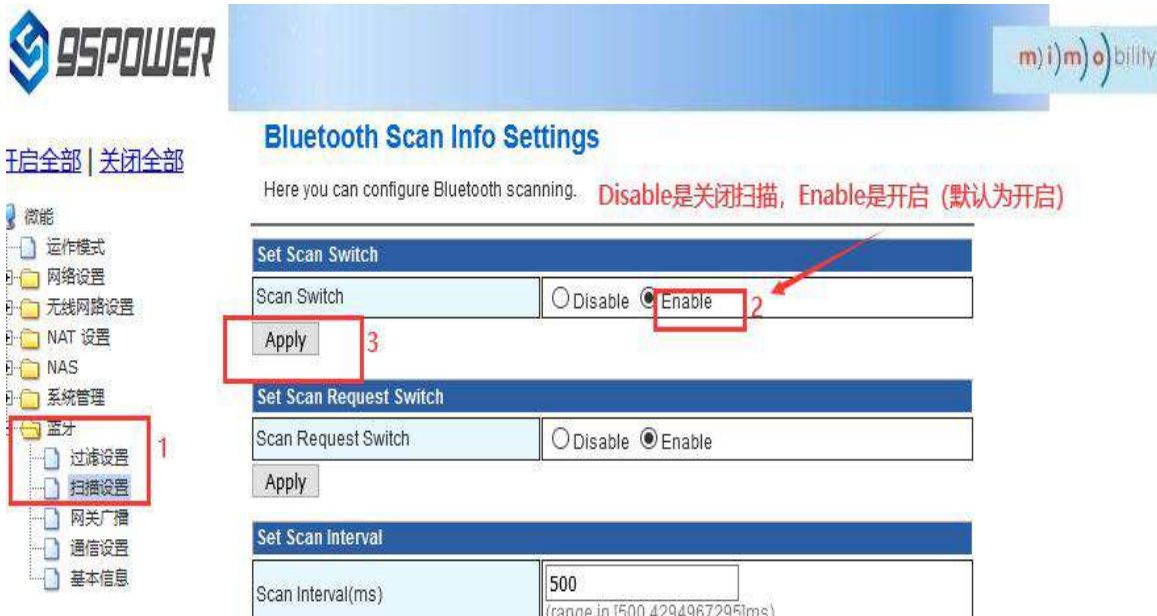 95POWER
m)i)m)o)bility
开启全部 | 关闭全部
微能
运作模式
网络设置
无线网路设置
NAT 设置
NAS
系统管理
蓝牙
过滤设置
扫描设置
网关广播
通信设置
基本信息
1
Bluetooth Scan Info Settings
Here you can configure Bluetooth scanning.
Disable是关闭扫描，Enable是开启（默认为开启)
Set Scan Switch
Scan Switch Disable Enable
2
Apply
3
Set Scan Request Switch
Scan Request Switch Disable Enable
Apply
Set Scan Interval
Scan Interval(ms) 500
(range in [500,4294967295]ms)